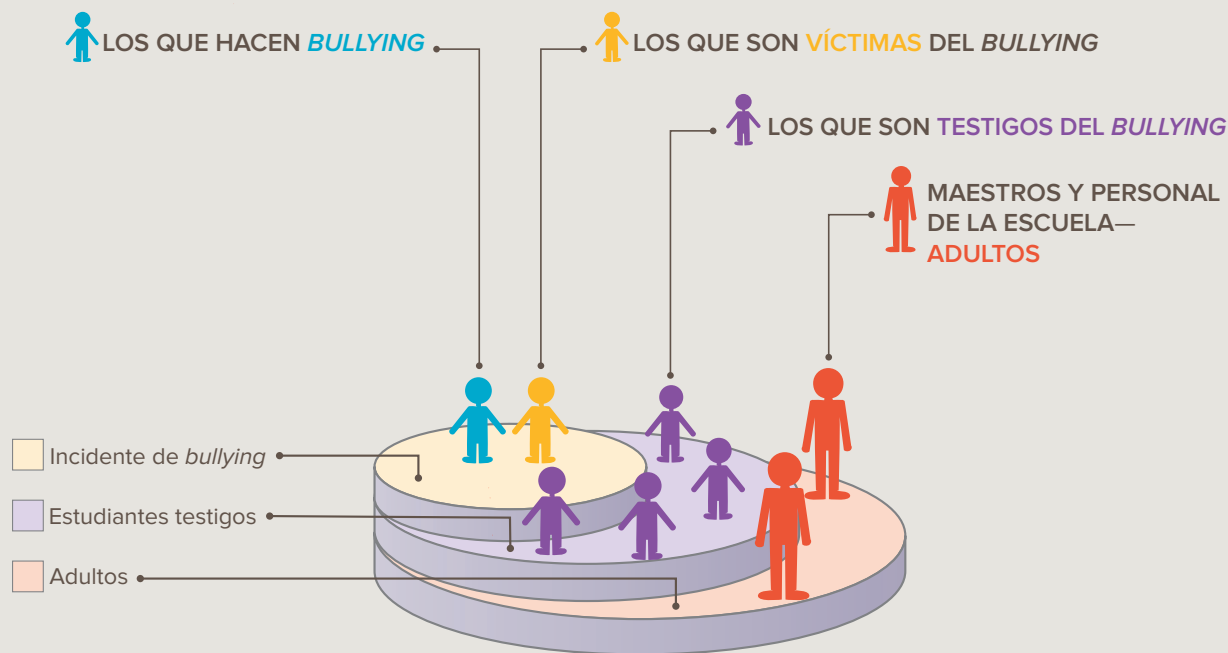 LOS QUE HACEN BULLYING
LOS QUE SON VÍCTIMAS DEL BULLYING
LOS QUE SON TESTIGOS DEL BULLYING
MAESTROS Y PERSONAL
DE LA ESCUELA—
ADULTOS
Incidente de bullying
Estudiantes testigos
Adultos